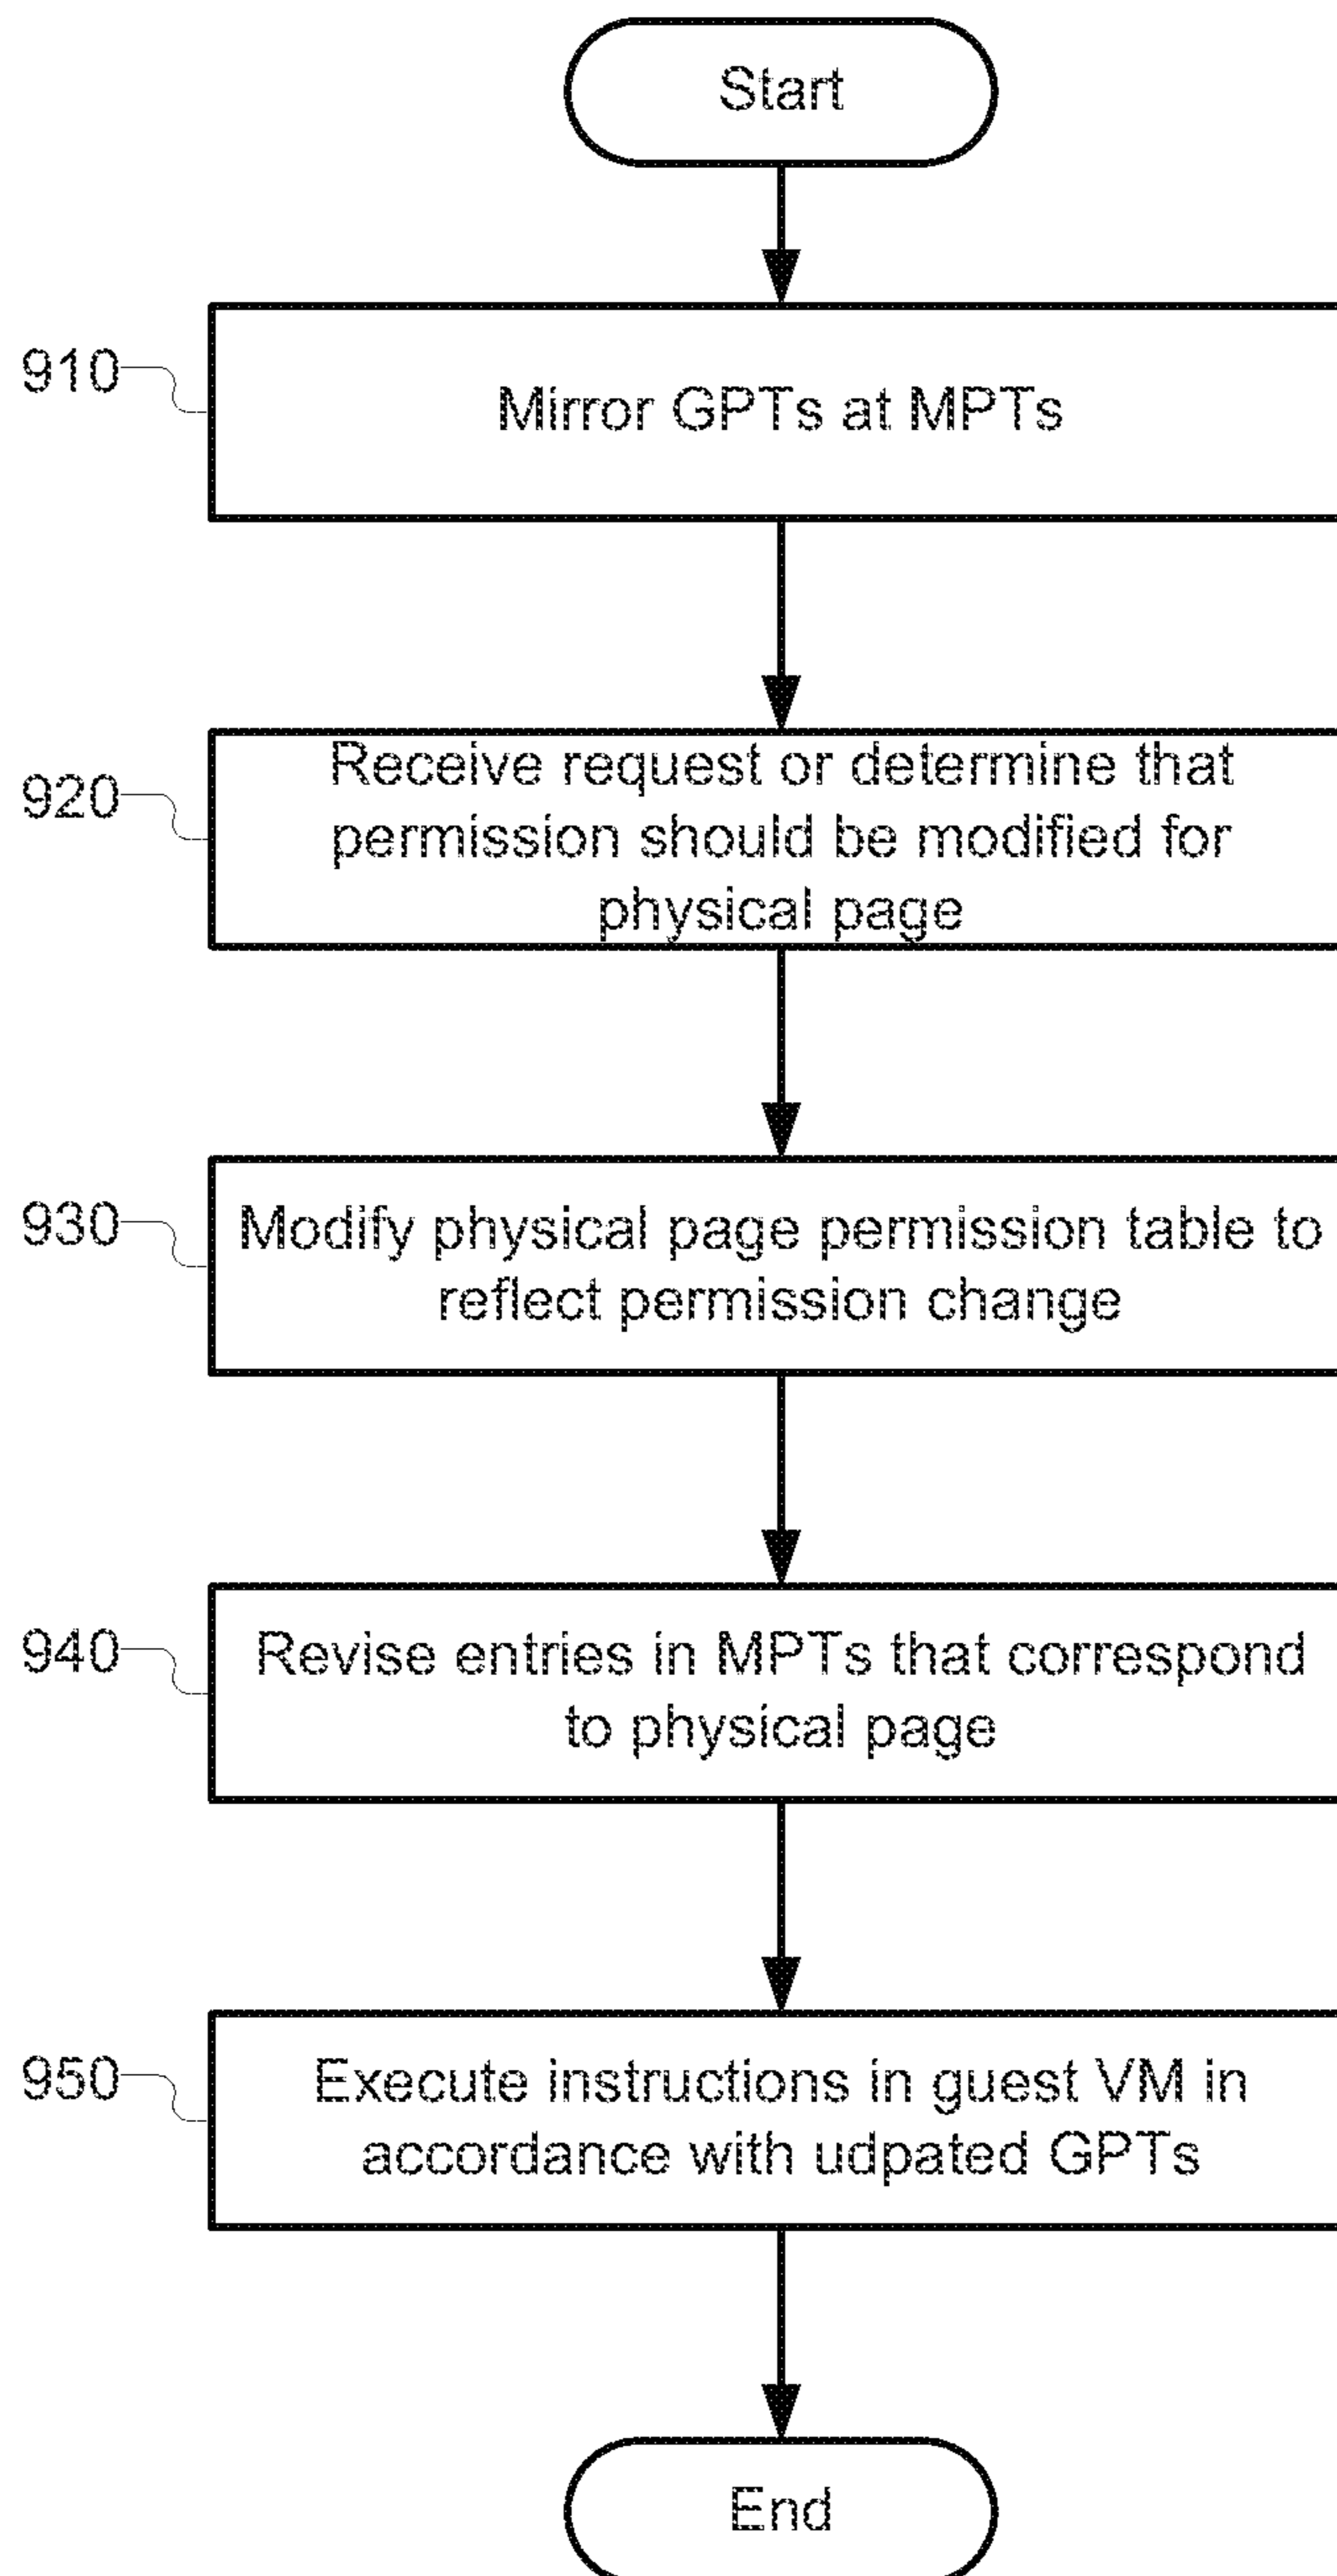 Start
910
Mirror GPTs at MPTs
920
Receive request or determine that
permission should be modified for
physical page
930
Modify physical page permission table to
reflect permission change
940
Revise entries in MPTs that correspond
to physical page
950
Execute instructions in guest VM in
accordance with udpated GPTs
End